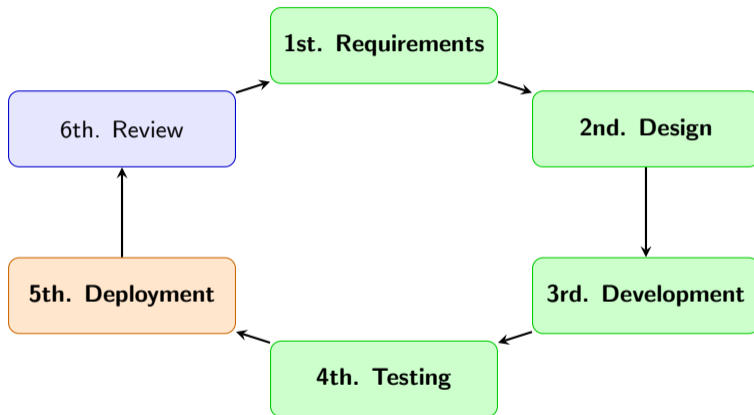 1st. Requirements
2nd. Design
3rd. Development
4th. Testing
5th. Deployment
6th. Review